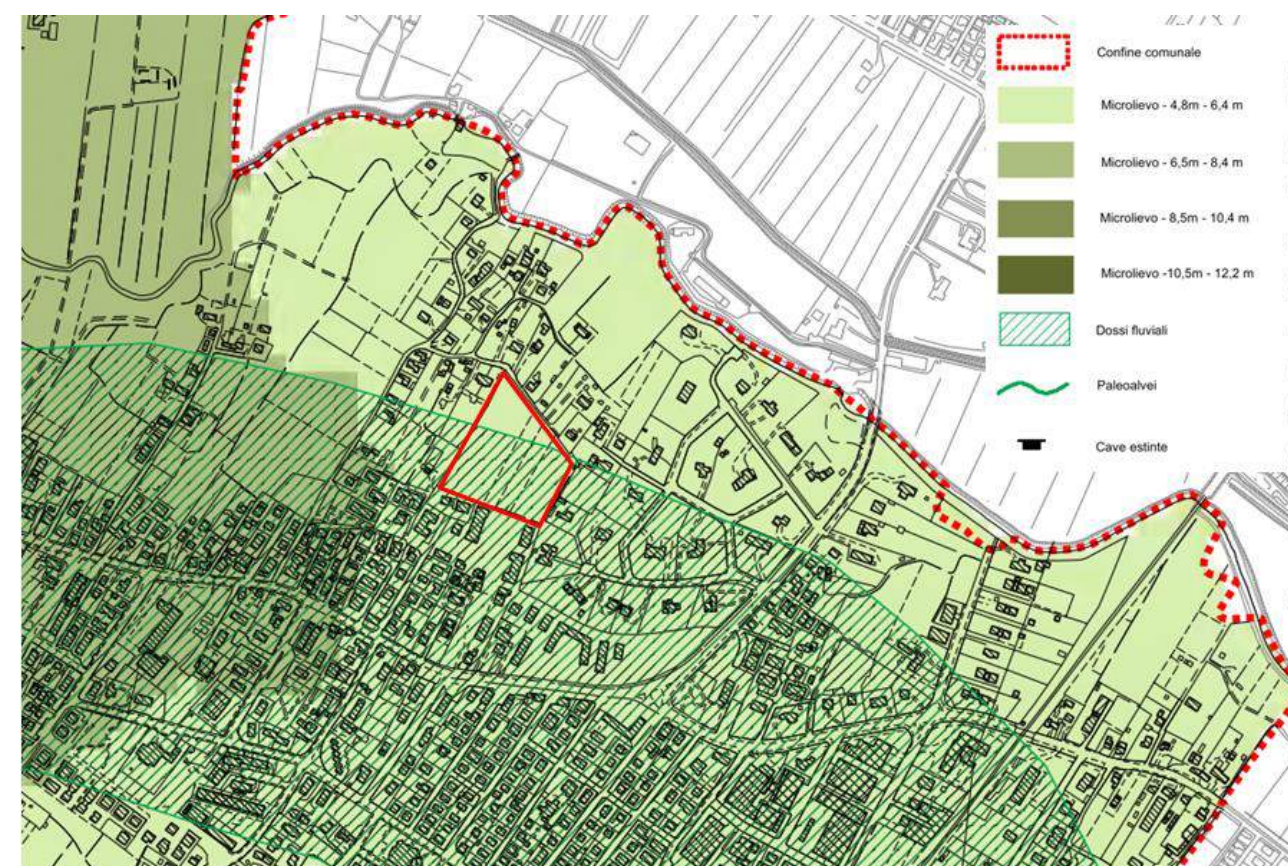 Confine comunale
Microlievo - 4,8m - 6,4 m
Microlievo - 6,5m - 8,4 m
Microlievo - 8,5m - 10,4 m
Microlievo -10,5m - 12,2 m
Dossi fluviali
Paleoalvei
Cave estinte